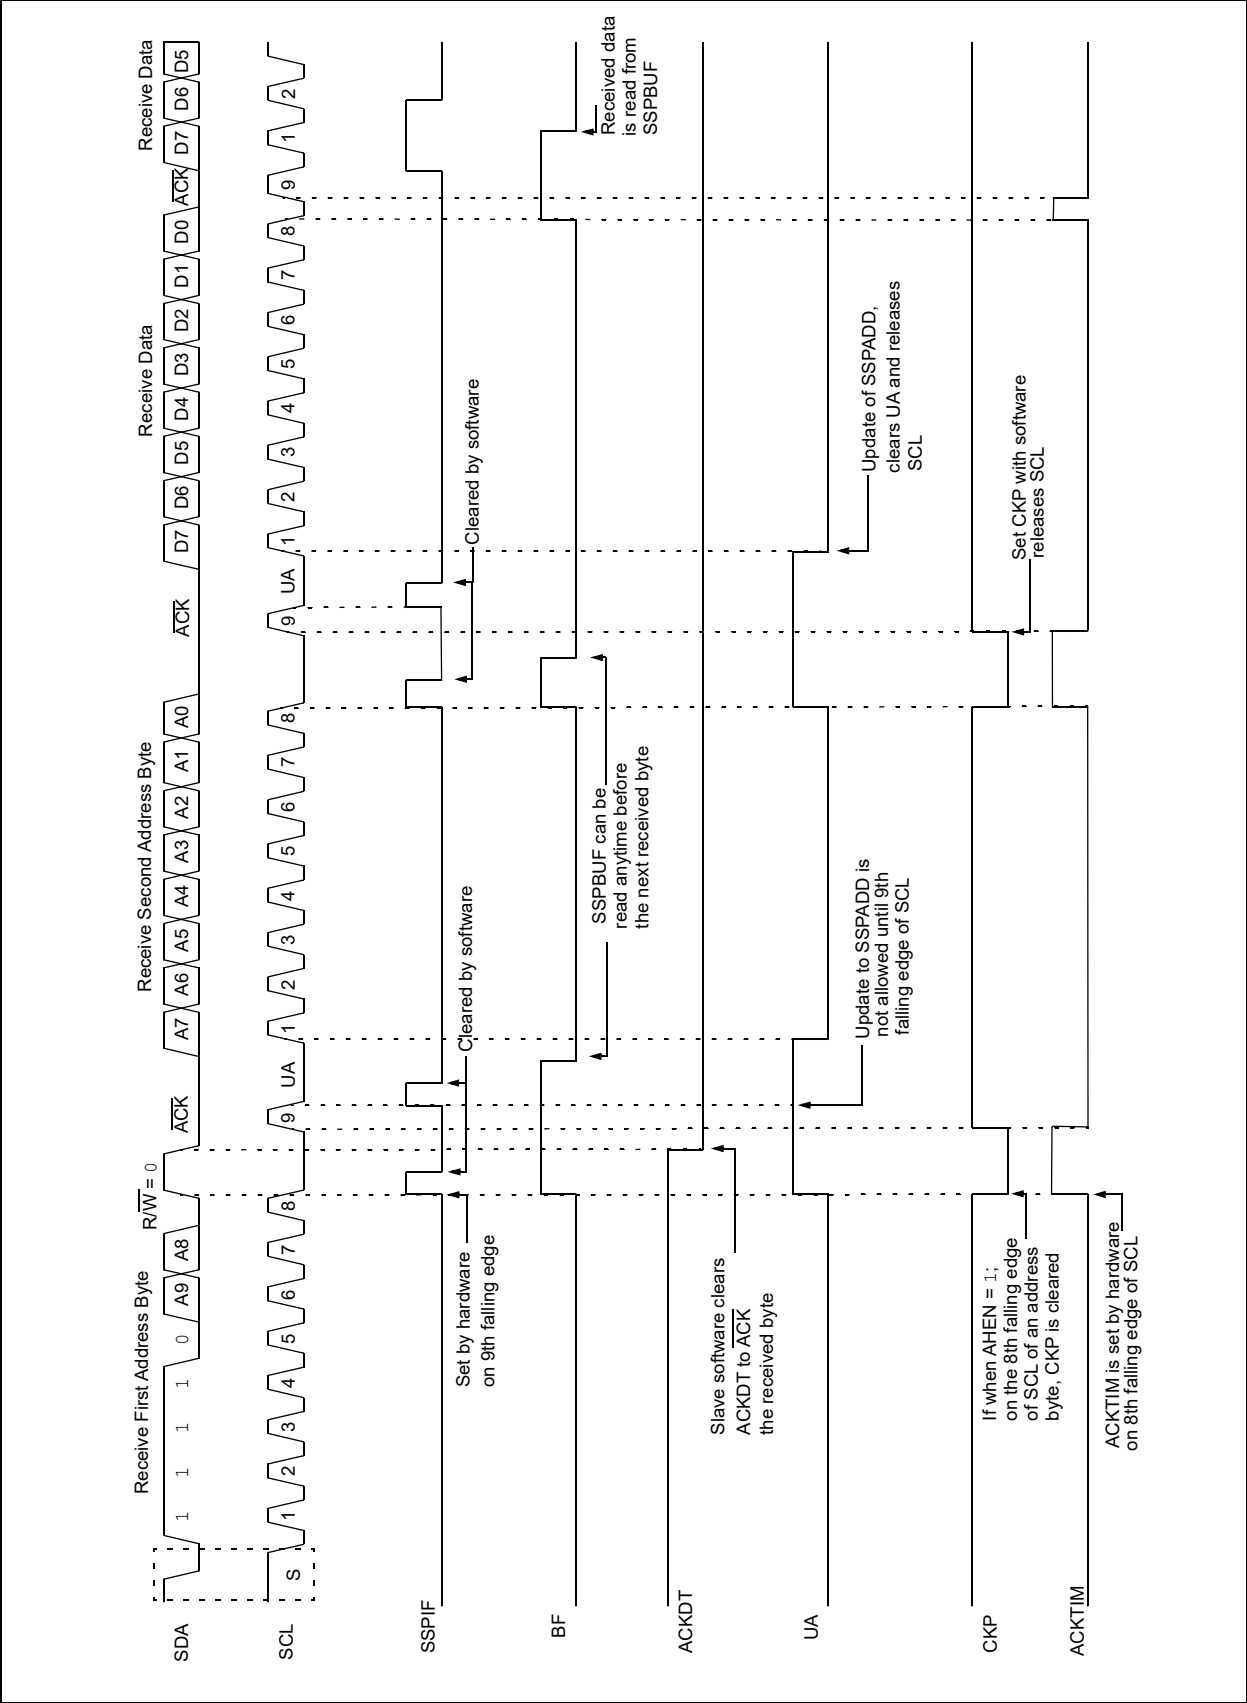 Receive First Address Byte
R/W = 0
Receive Second Address Byte
Receive Data
Receive Data
SDA
1 1 1 1 0 A9 A8
ACK
A7 A6 A5 A4 A3 A2 A1 A0
ACK
D7 D6 D5 D4 D3 D2 D1 D0
ACK
D7 D6 D5
SCL
S
1 2 3 4 5 6 7 8 9 UA
1 2 3 4 5 6 7 8 9 UA
1 2 3 4 5 6 7 8 9
1 2
SSPIF
Set by hardware
on 9th falling edge
Cleared by software
Cleared by software
BF
SSPBUF can be
read anytime before
the next received byte
Received data
is read from
SSPBUF
ACKDT
Slave software clears
ACKDT to ACK
the received byte
UA
Update to SSPADD is
not allowed until 9th
falling edge of SCL
Update of SSPADD,
clears UA and releases
SCL
CKP
If when AHEN = 1;
on the 8th falling edge
of SCL of an address
byte, CKP is cleared
Set CKP with software
releases SCL
ACKTIM
ACKTIM is set by hardware
on 8th falling edge of SCL